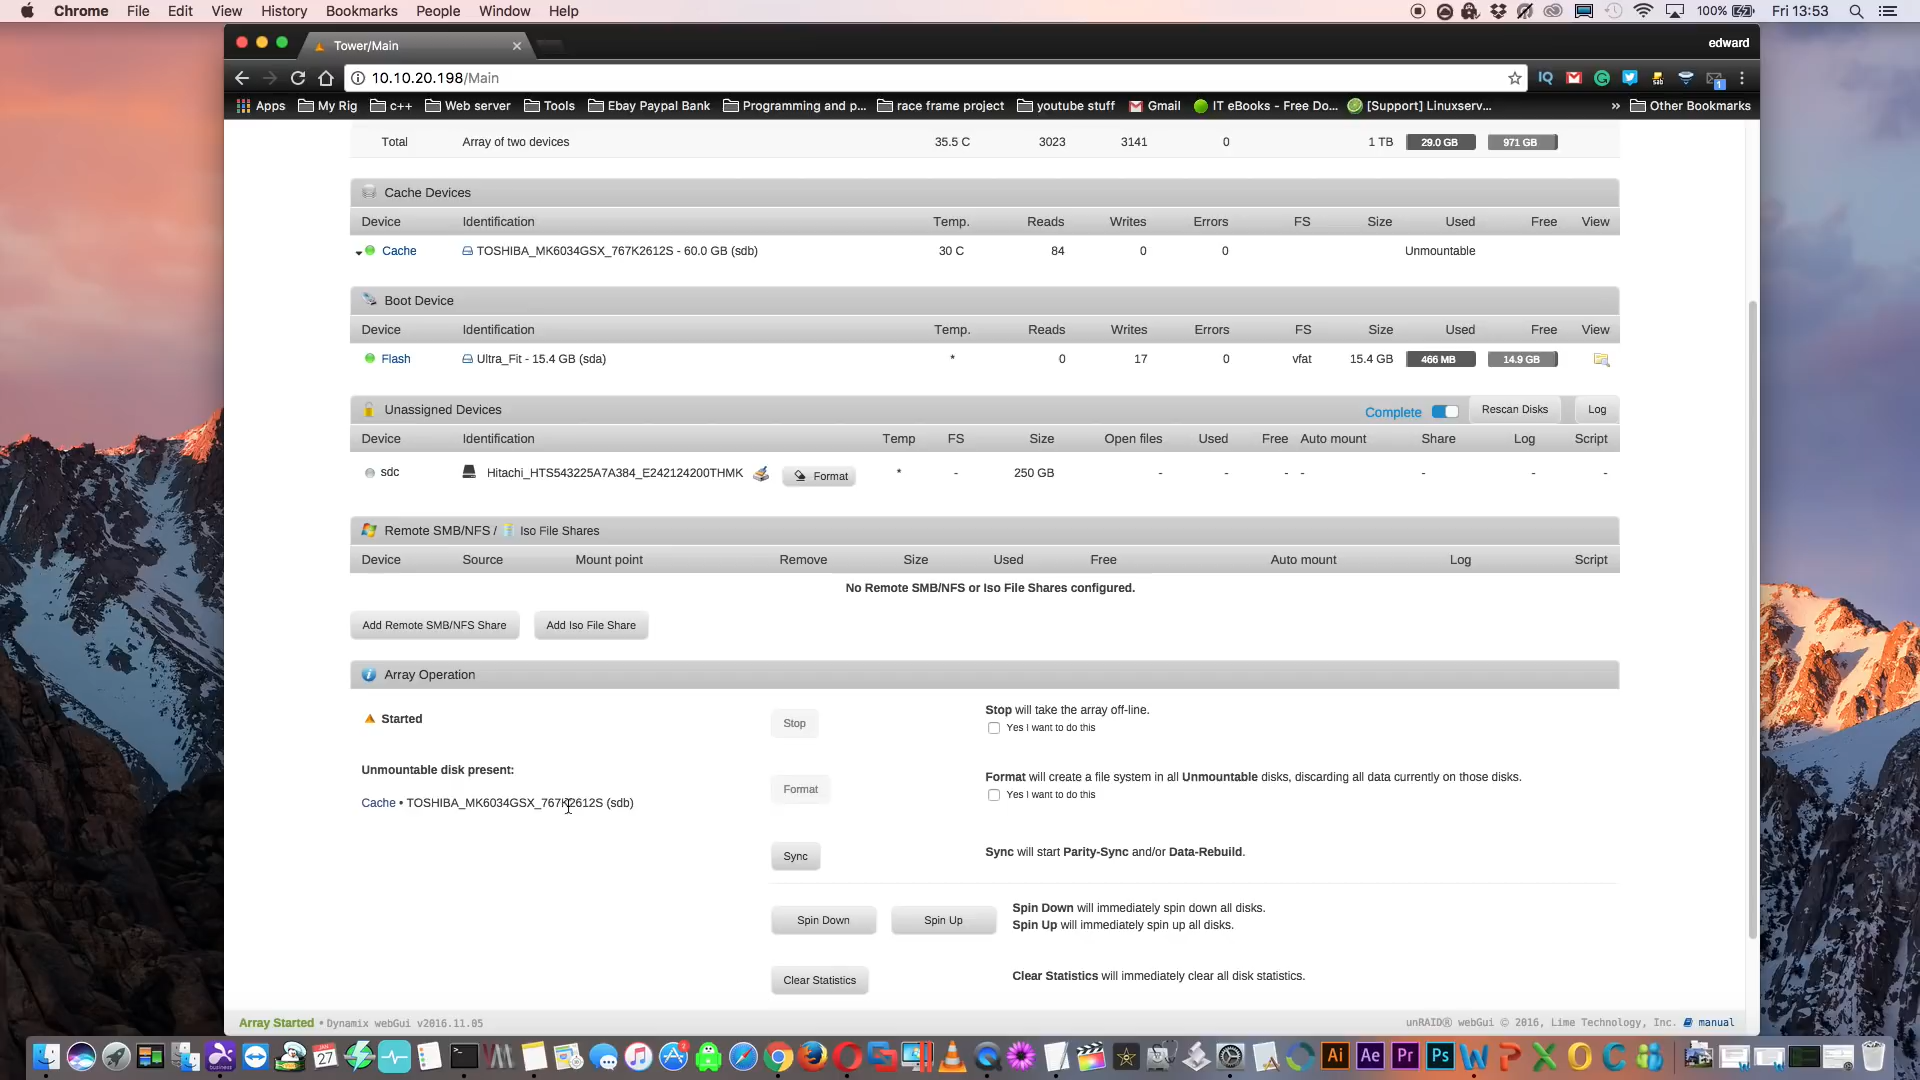 Chrome File Edit View History Bookmarks People Window Help 100% Fri 13:53
Tower/Main edward
10.10.20.198/Main
Apps My Rig c++ Web server Tools Ebay Paypal Bank Programming and p... race frame project youtube stuff Gmail IT eBooks - Free Do... [Support] Linuxserv... » Other Bookmarks
Total Array of two devices 35.5 C 3023 3141 0 1 TB 29.0 GB 971 GB
Cache Devices
Device Identification Temp. Reads Writes Errors FS Size Used Free View
Cache TOSHIBA_MK6034GSX_767K2612S - 60.0 GB (sdb) 30 C 84 0 0 Unmountable
Boot Device
Device Identification Temp. Reads Writes Errors FS Size Used Free View
Flash Ultra_Fit - 15.4 GB (sda) * 0 17 0 vfat 15.4 GB 466 MB 14.9 GB
Unassigned Devices Complete Rescan Disks Log
Device Identification Temp FS Size Open files Used Free Auto mount Share Log Script
sdc Hitachi_HTS543225A7A384_E242124200THMK Format * - 250 GB - - - - - - -
Remote SMB/NFS / Iso File Shares
Device Source Mount point Remove Size Used Free Auto mount Log Script
No Remote SMB/NFS or Iso File Shares configured.
Add Remote SMB/NFS Share Add Iso File Share
Array Operation
Started Stop Stop will take the array off-line.
Yes I want to do this
Unmountable disk present: Format Format will create a file system in all Unmountable disks, discarding all data currently on those disks.
Yes I want to do this
Cache • TOSHIBA_MK6034GSX_767K2612S (sdb)
Sync Sync will start Parity-Sync and/or Data-Rebuild.
Spin Down Spin Up Spin Down will immediately spin down all disks.
Spin Up will immediately spin up all disks.
Clear Statistics Clear Statistics will immediately clear all disk statistics.
Array Started • Dynamix webGui v2016.11.05 unRAID® webGui © 2016, Lime Technology, Inc. manual
27 Ai Ae Pr Ps